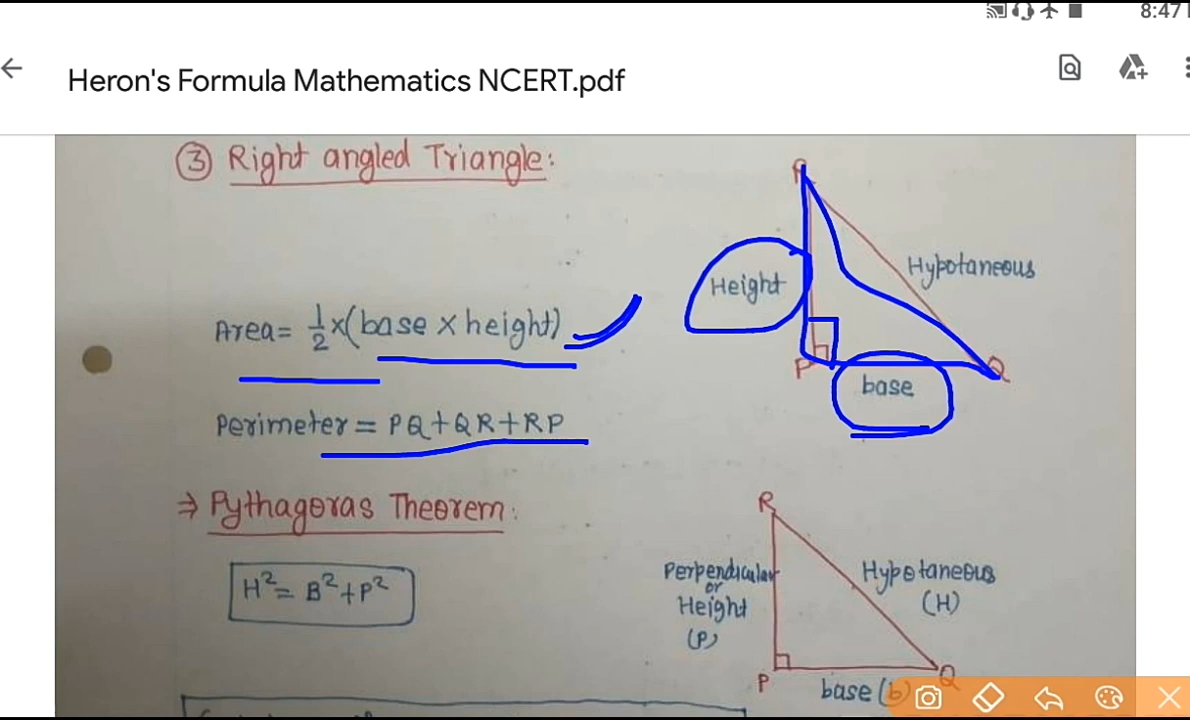 8:47
Heron's Formula Mathematics NCERT.pdf
③ Right angled Triangle:
R
Height
Hypotaneous
Area= 1/2 ×(base × height)
P
Q
base
Perimeter = PQ+QR+RP
⇒ Pythagoras Theorem:
R
Perpendicular
or
Height
(P)
Hypotaneous
(H)
H²= B²+P²
P
Q
base (b)